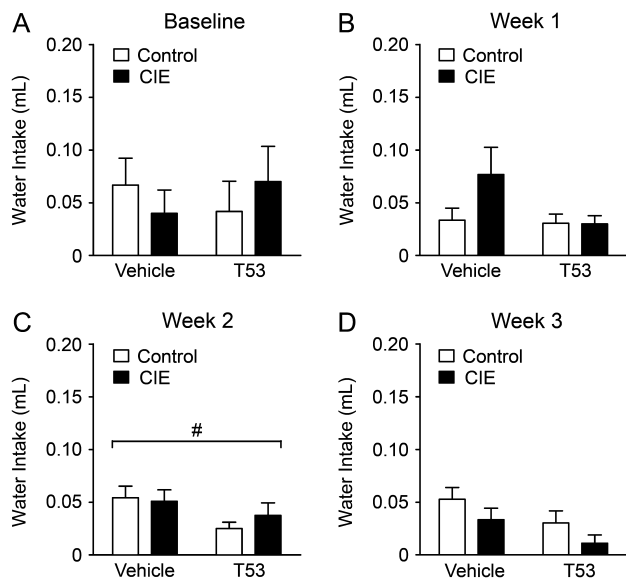 A
Baseline
Water Intake (mL)
0.20
0.15
0.10
0.05
0
Control
CIE
Vehicle
T53
B
Week 1
Water Intake (mL)
0.20
0.15
0.10
0.05
0
Control
CIE
Vehicle
T53
C
Week 2
Water Intake (mL)
0.20
0.15
0.10
0.05
0
Control
CIE
#
Vehicle
T53
D
Week 3
Water Intake (mL)
0.20
0.15
0.10
0.05
0
Control
CIE
Vehicle
T53